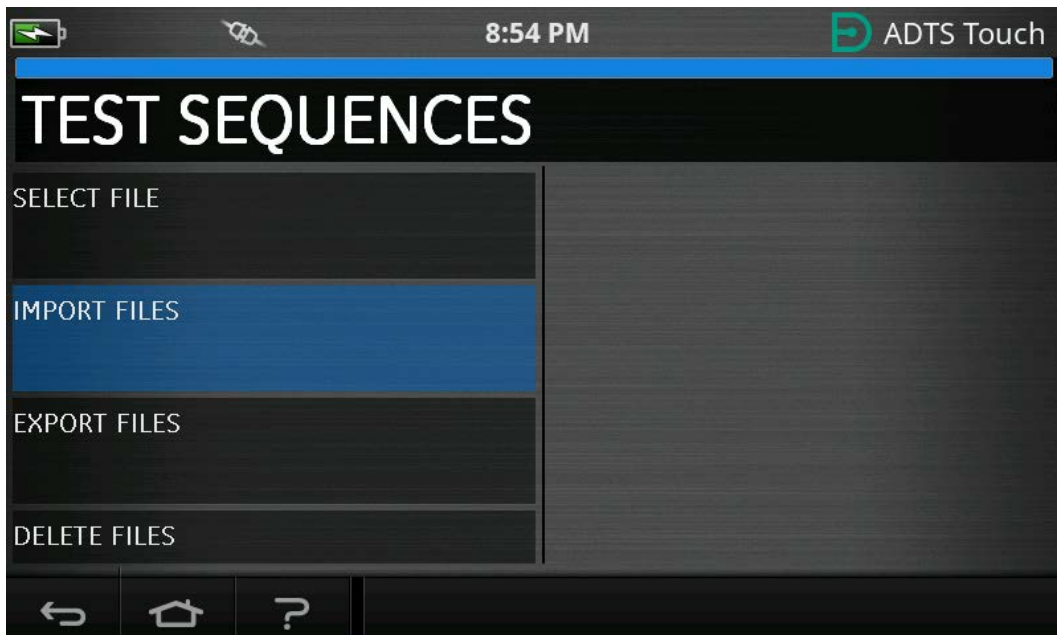 8:54 PM
ADTS Touch
TEST SEQUENCES
SELECT FILE
IMPORT FILES
EXPORT FILES
DELETE FILES
?